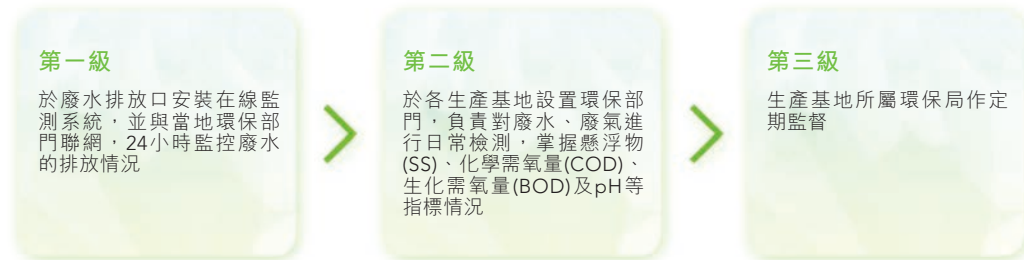 第一級
於廢水排放口安裝在線監
測系統，並與當地環保部
門聯網，24小時監控廢水
的排放情況
第二級
於各生產基地設置環保部
門，負責對廢水、廢氣進
行日常檢測，掌握懸浮物
(SS)、化學需氧量(COD)、
生化需氧量(BOD)及pH等
指標情況
第三級
生產基地所屬環保局作定
期監督